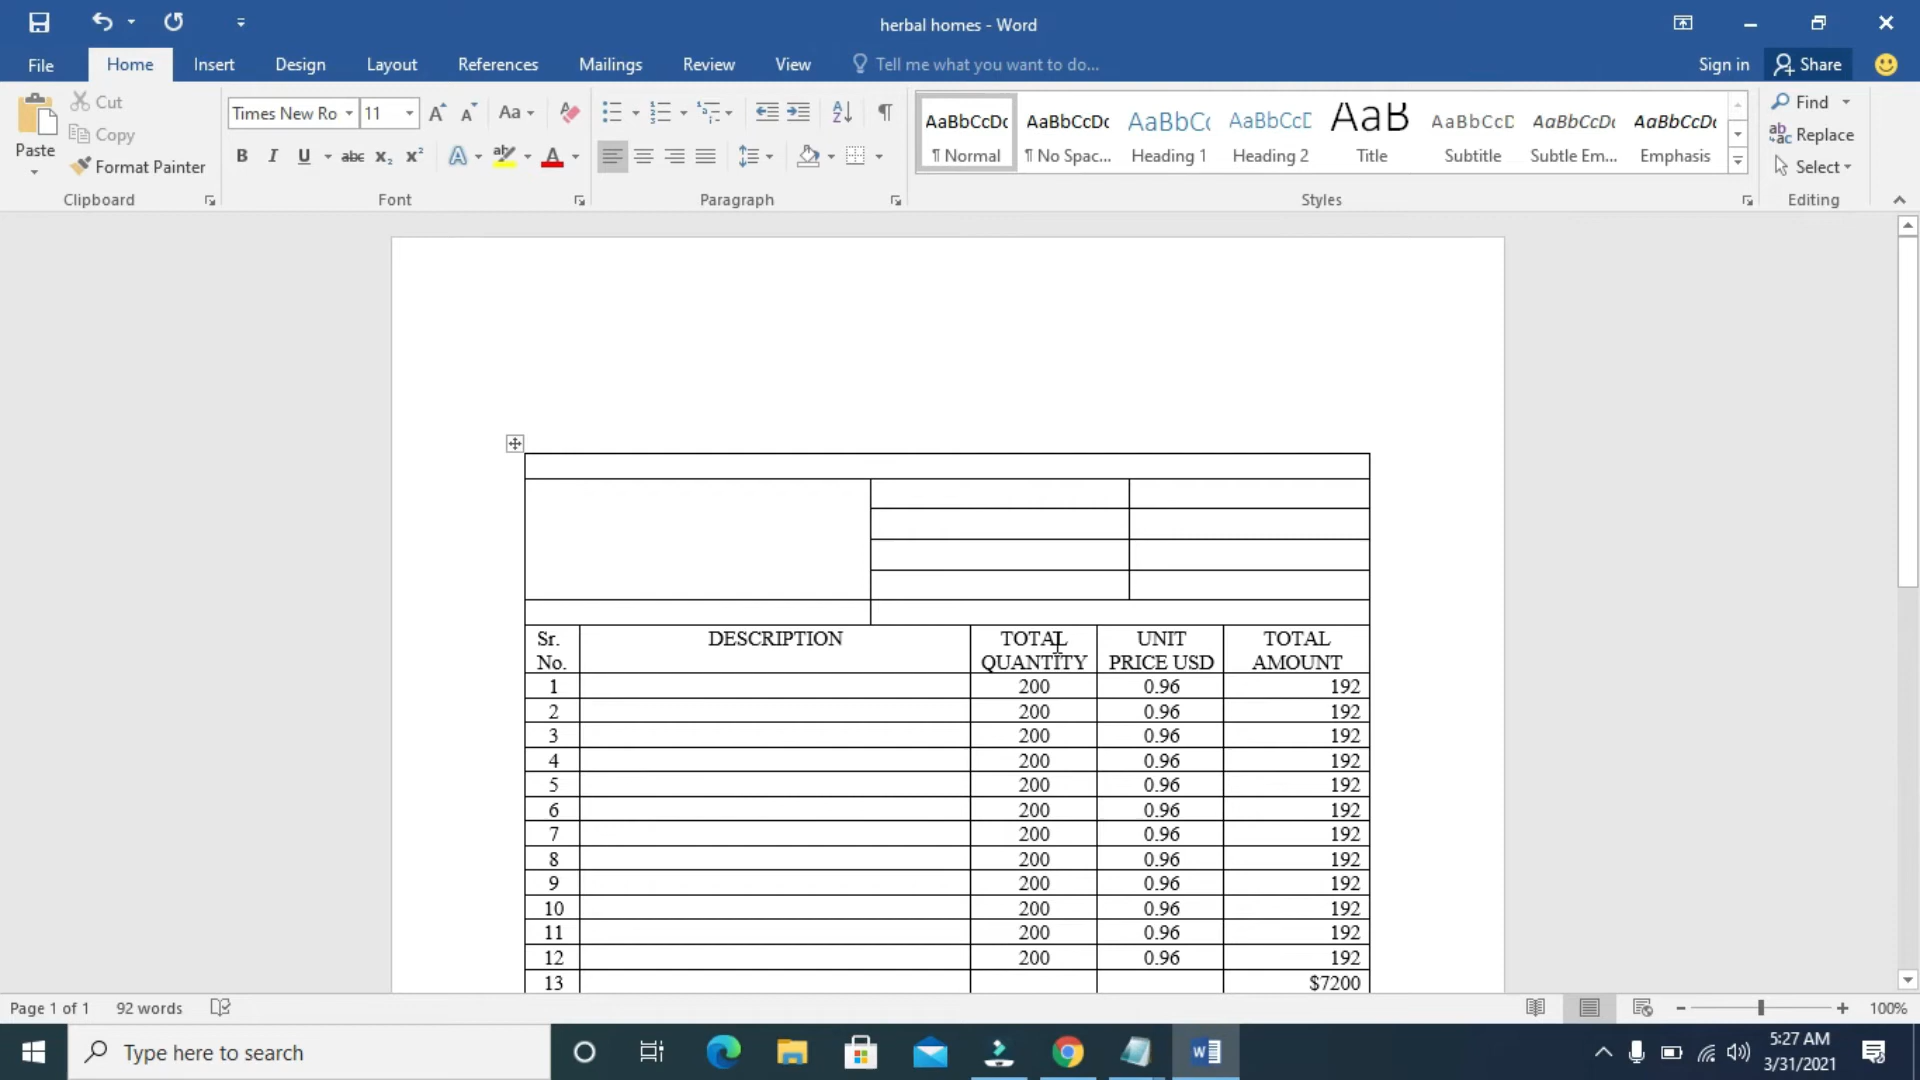 herbal homes - Word
File
Home
Insert
Design
Layout
References
Mailings
Review
View
Tell me what you want to do...
Sign in
Share
Paste
Cut
Copy
Format Painter
Clipboard
Times New Ro
11
Aa
B I U abc X₂ X²
A
Font
Paragraph
AaBbCcDc AaBbCcDc AaBbC AaBbCcD AaB AaBbCcD AaBbCcDc AaBbCcDc
¶ Normal
¶ No Spac...
Heading 1
Heading 2
Title
Subtitle
Subtle Em...
Emphasis
Styles
Find
Replace
Select
Editing
Sr. No. DESCRIPTION TOTAL QUANTITY UNIT PRICE USD TOTAL AMOUNT
1 200 0.96 192
2 200 0.96 192
3 200 0.96 192
4 200 0.96 192
5 200 0.96 192
6 200 0.96 192
7 200 0.96 192
8 200 0.96 192
9 200 0.96 192
10 200 0.96 192
11 200 0.96 192
12 200 0.96 192
13 $7200
Page 1 of 1
92 words
100%
Type here to search
5:27 AM
3/31/2021